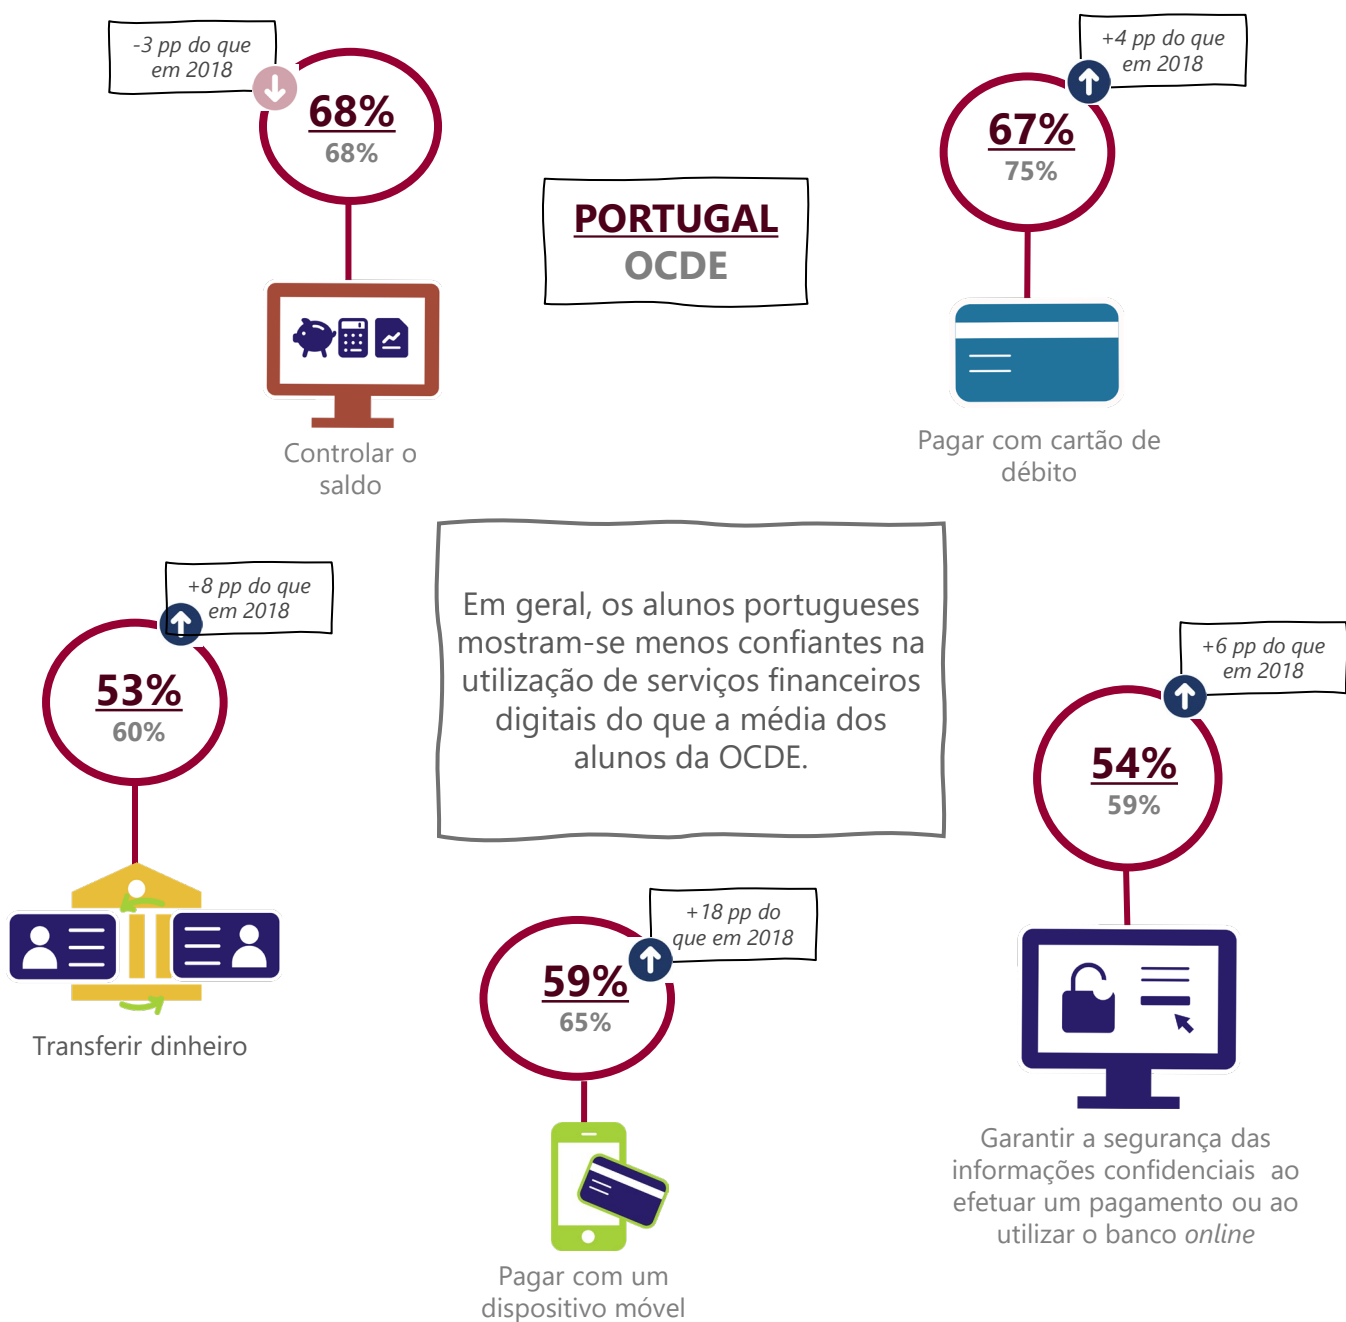 -3 pp do que
em 2018
68%
68%
Controlar o
saldo
PORTUGAL
OCDE
+4 pp do que
em 2018
67%
75%
Pagar com cartão de
débito
+8 pp do que
em 2018
53%
60%
Transferir dinheiro
Em geral, os alunos portugueses
mostram-se menos confiantes na
utilização de serviços financeiros
digitais do que a média dos
alunos da OCDE.
+6 pp do que
em 2018
54%
59%
Garantir a segurança das
informações confidenciais ao
efetuar um pagamento ou ao
utilizar o banco online
+18 pp do
que em 2018
59%
65%
Pagar com um
dispositivo móvel